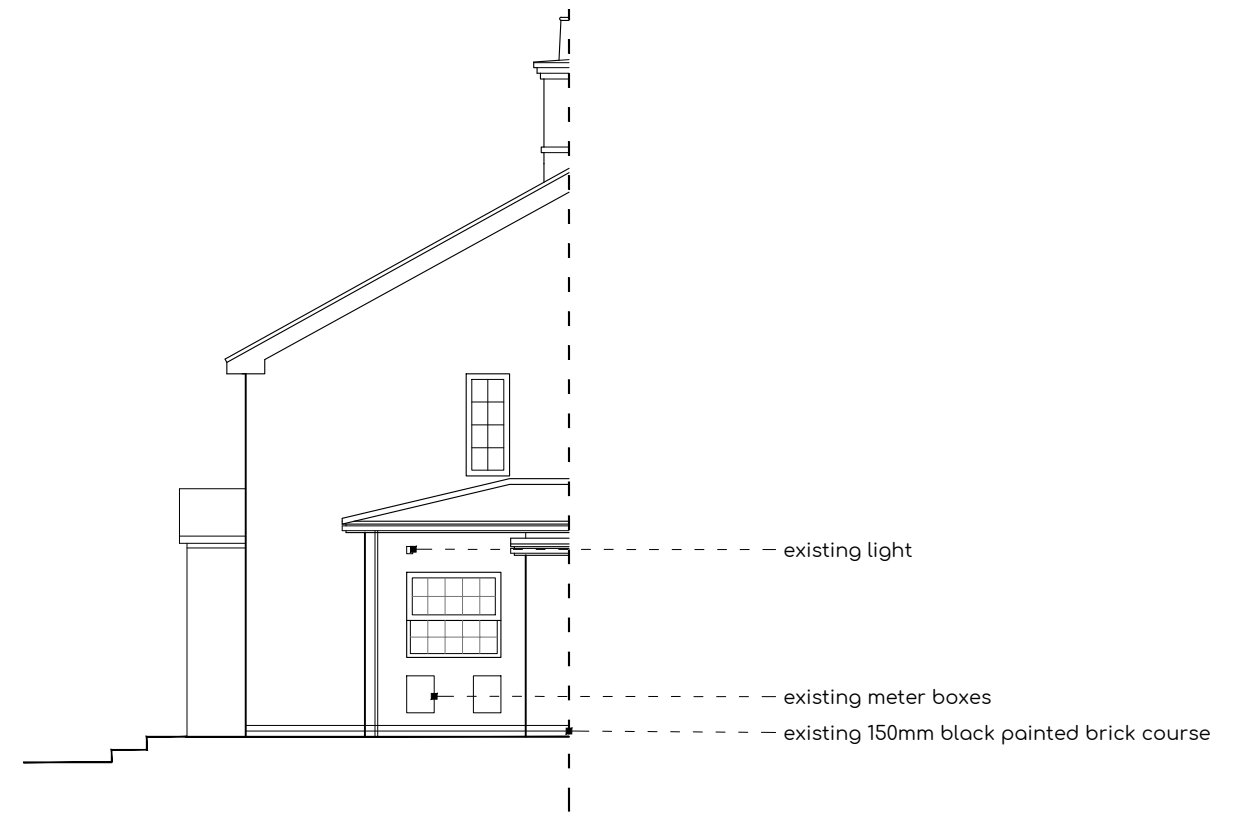 existing light
existing meter boxes
existing 150mm black painted brick course